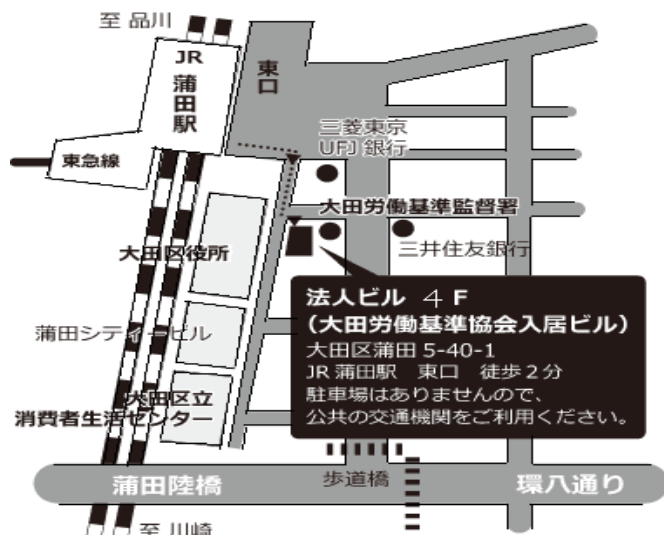 至 品川
JR
蒲田駅
東口
東急線
三菱東京
UFJ 銀行
大田労働基準監督署
三井住友銀行
大田区役所
蒲田シティービル
大田区立
消費者生活センター
法人ビル 4 F
（大田労働基準協会入居ビル）
大田区蒲田 5-40-1
JR 蒲田駅 東口 徒歩 2 分
駐車場はありませんので、
公共の交通機関をご利用ください。
蒲田陸橋
歩道橋
環八通り
至 川崎